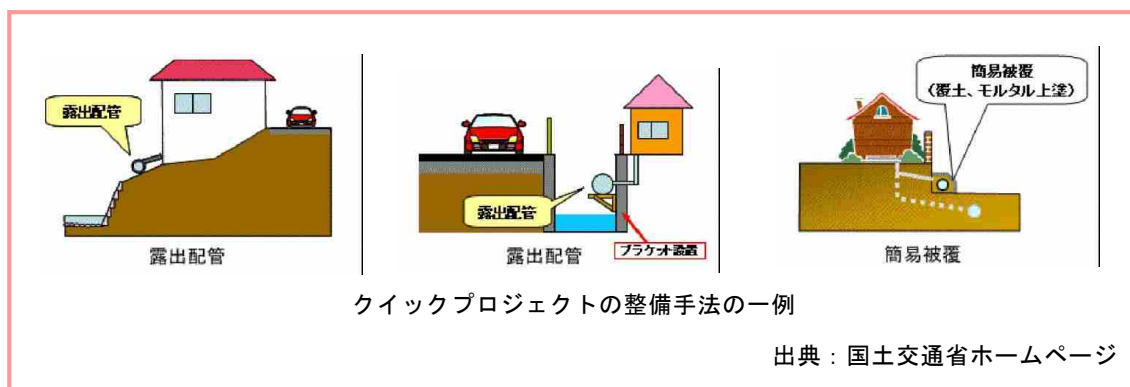 露出配管
露出配管
露出配管
ブラケット設置
露出配管
簡易被覆
(覆土、モルタル上塗)
簡易被覆
クイックプロジェクトの整備手法の一例
出典：国土交通省ホームページ